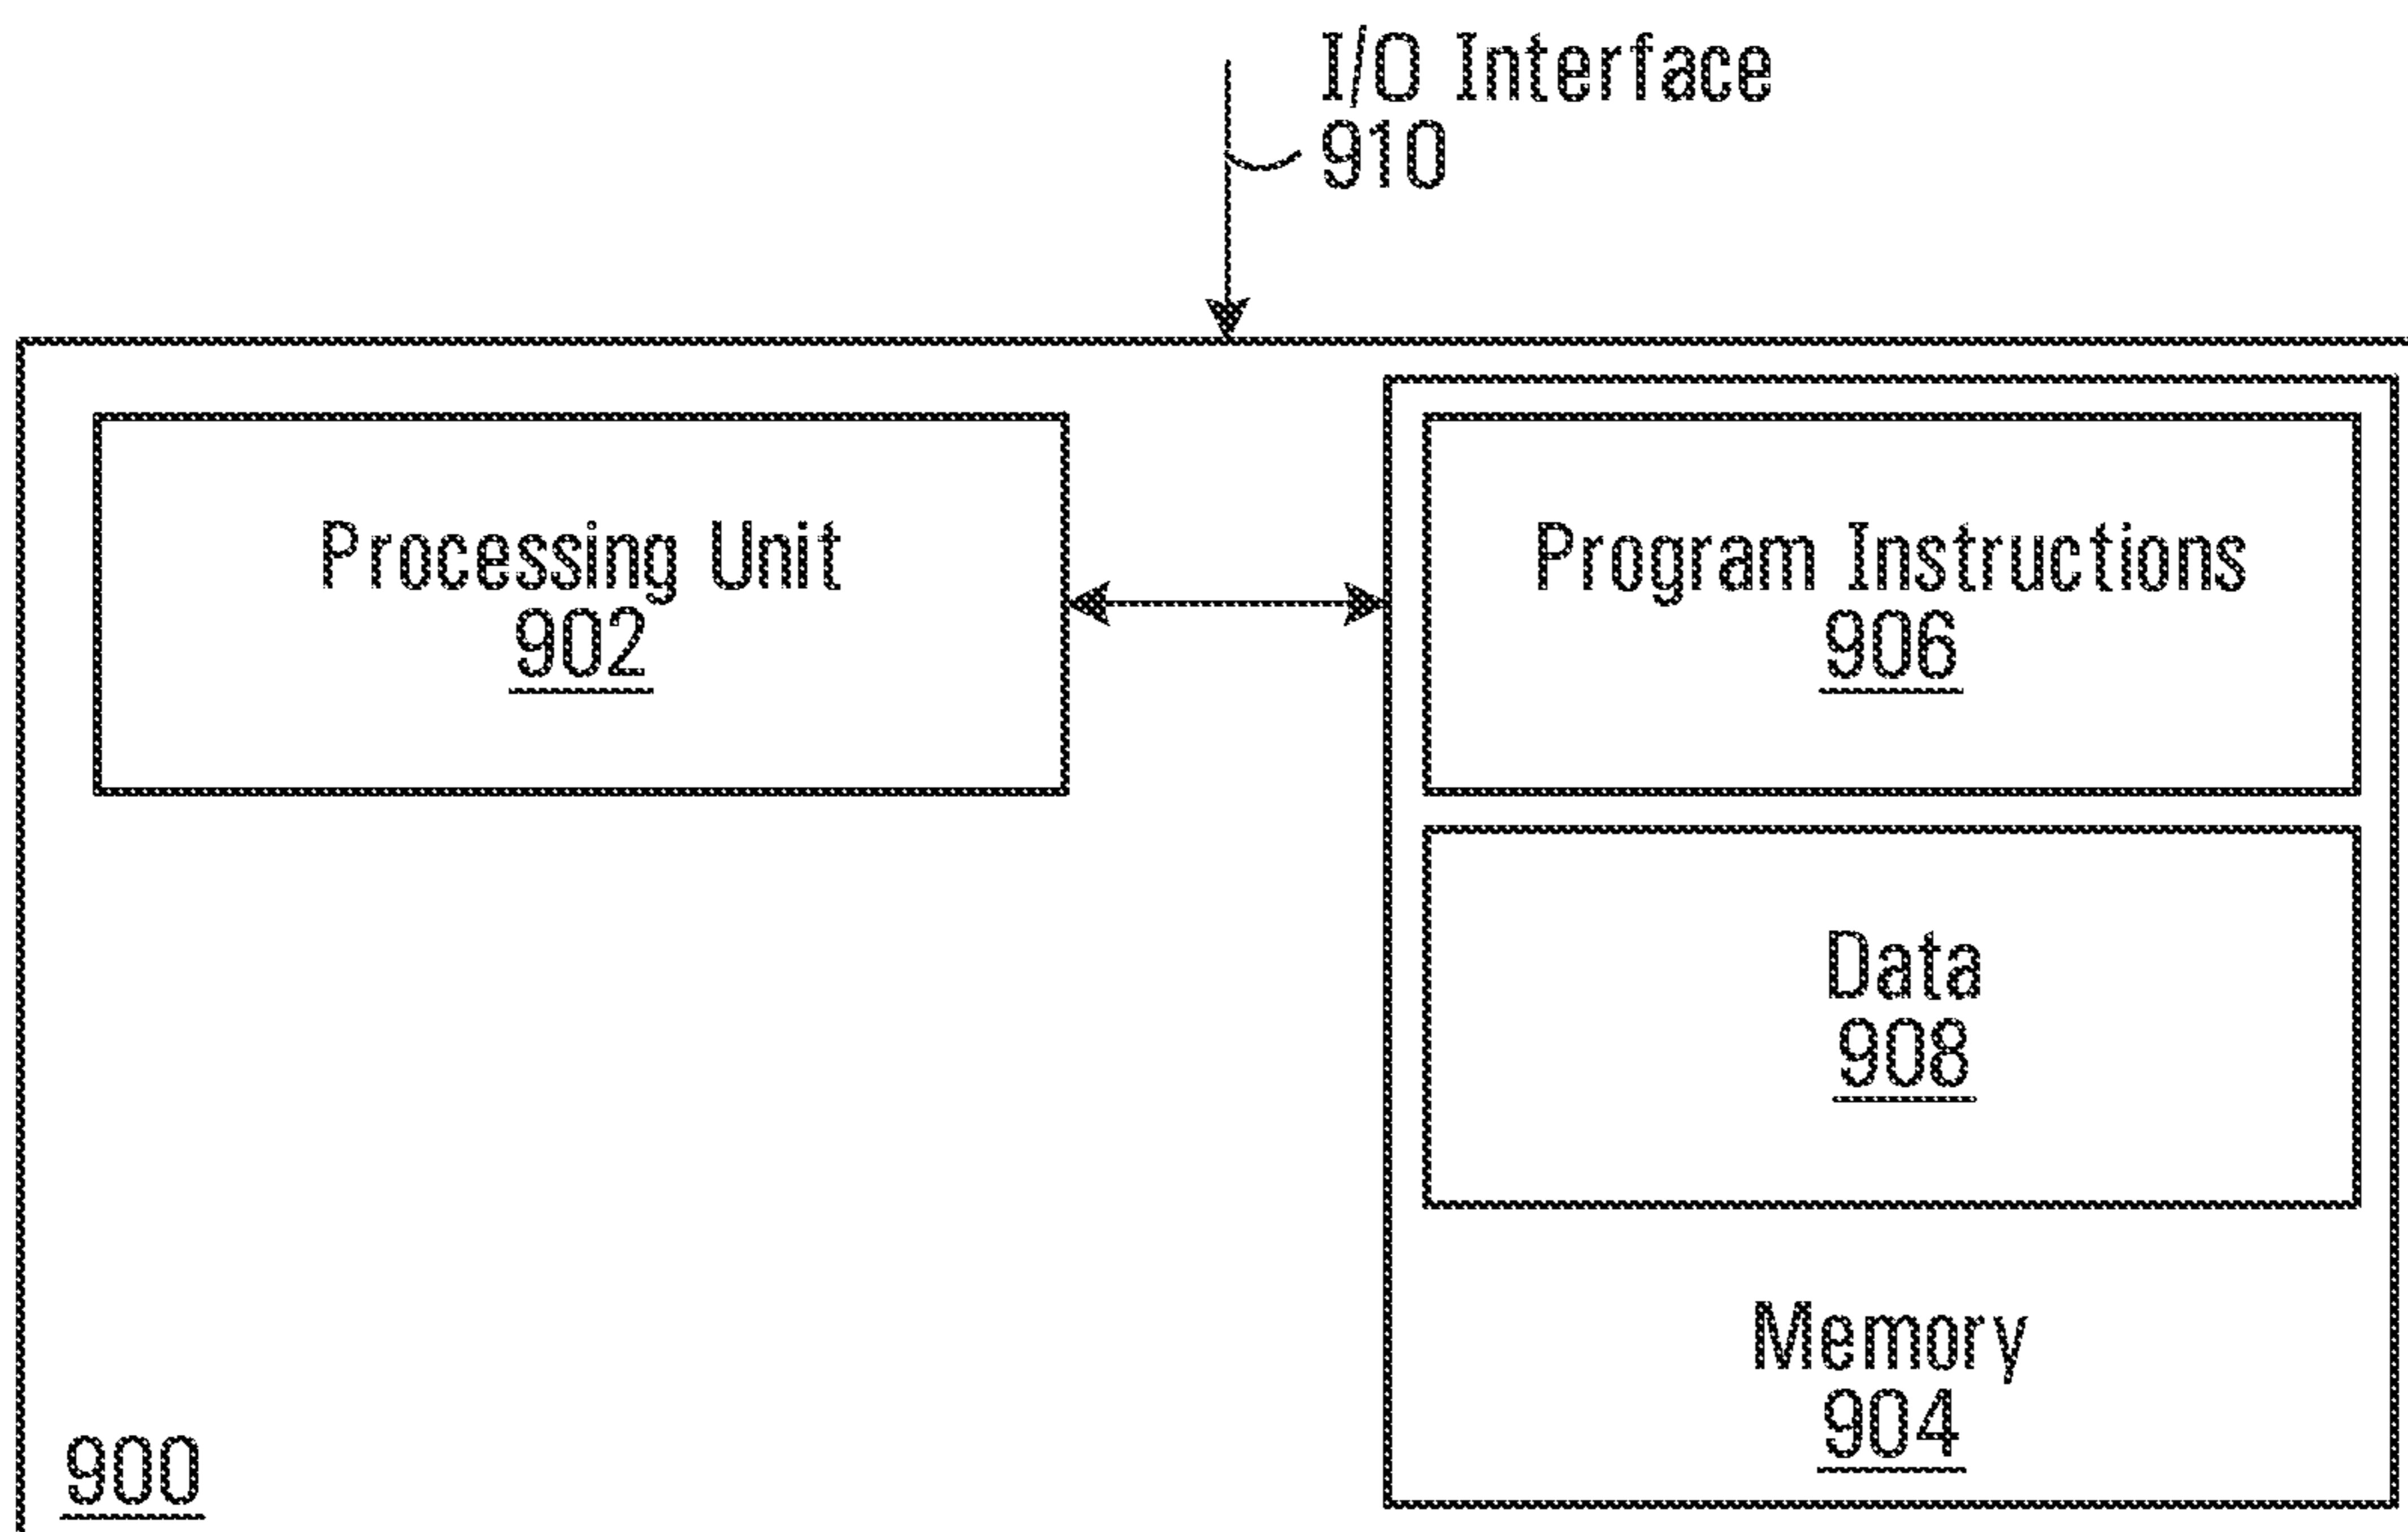 I/O Interface
910
Processing Unit
902
Program Instructions
906
Data
908
Memory
904
900